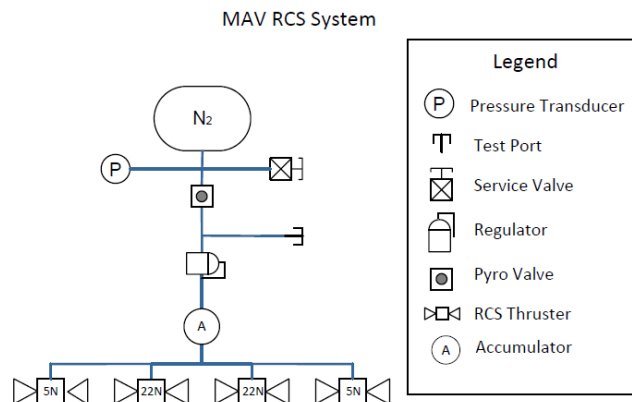 MAV RCS System
N2
P
A
5N
22N
22N
5N
Legend
P Pressure Transducer
Test Port
Service Valve
Regulator
Pyro Valve
RCS Thruster
A Accumulator